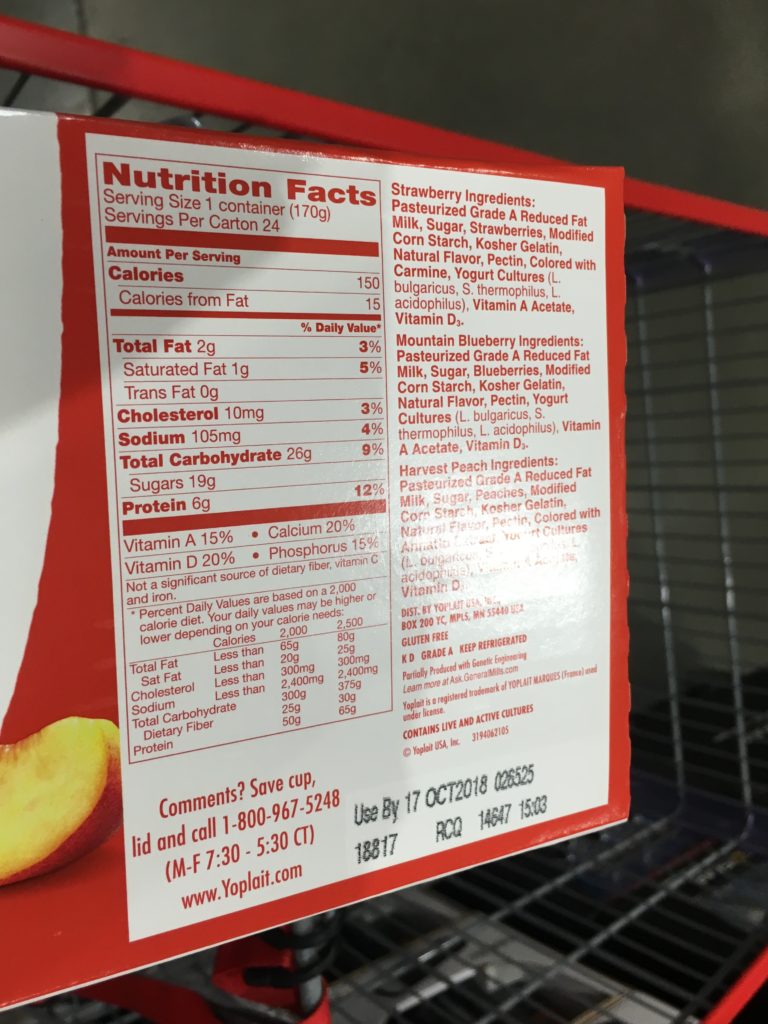 Nutrition Facts
Serving Size 1 container (170g)
Servings Per Carton 24
Amount Per Serving
Calories 150
Calories from Fat 15
% Daily Value*
Total Fat 2g 3%
Saturated Fat 1g 5%
Trans Fat 0g
Cholesterol 10mg 3%
Sodium 105mg 4%
Total Carbohydrate 26g 9%
Sugars 19g
Protein 6g 12%
Vitamin A 15% • Calcium 20%
Vitamin D 20% • Phosphorus 15%
Not a significant source of dietary fiber, vitamin C
and iron.
* Percent Daily Values are based on a 2,000
calorie diet. Your daily values may be higher or
lower depending on your calorie needs:
Calories 2,000 2,500
Total Fat Less than 65g 80g
Sat Fat Less than 20g 25g
Cholesterol Less than 300mg 300mg
Sodium Less than 2,400mg 2,400mg
Total Carbohydrate 300g 375g
Dietary Fiber 25g 30g
Protein 50g 65g
Strawberry Ingredients:
Pasteurized Grade A Reduced Fat
Milk, Sugar, Strawberries, Modified
Corn Starch, Kosher Gelatin,
Natural Flavor, Pectin, Colored with
Carmine, Yogurt Cultures (L.
bulgaricus, S. thermophilus, L.
acidophilus), Vitamin A Acetate,
Vitamin D₃.
Mountain Blueberry Ingredients:
Pasteurized Grade A Reduced Fat
Milk, Sugar, Blueberries, Modified
Corn Starch, Kosher Gelatin,
Natural Flavor, Pectin, Yogurt
Cultures (L. bulgaricus, S.
thermophilus, L. acidophilus), Vitamin
A Acetate, Vitamin D₃.
Harvest Peach Ingredients:
Pasteurized Grade A Reduced Fat
Milk, Sugar, Peaches, Modified
Corn Starch, Kosher Gelatin,
Natural Flavor, Pectin, Colored with
Yogurt Cultures
Vitamin D
DIST. BY YOPLAIT USA, INC.,
BOX 200 YC, MPLS, MN 55440 USA
GLUTEN FREE
K D GRADE A KEEP REFRIGERATED
Partially Produced with Genetic Engineering
Learn more at Ask.GeneralMills.com
Yoplait is a registered trademark of YOPLAIT MARQUES (France) used
under license.
CONTAINS LIVE AND ACTIVE CULTURES
© Yoplait USA, Inc. 3194062105
Comments? Save cup,
lid and call 1-800-967-5248
(M-F 7:30 - 5:30 CT)
www.Yoplait.com
Use By 17 OCT2018 026525
18817 RCQ 14647 15:03